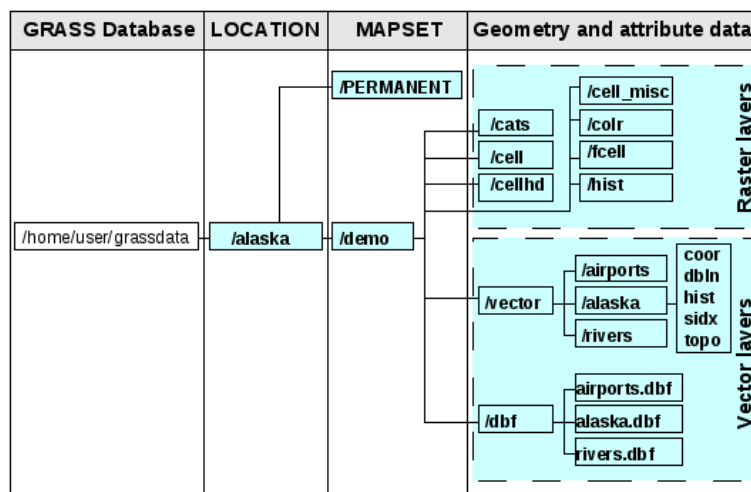 GRASS Database
LOCATION
MAPSET
Geometry and attribute data
/home/user/grassdata
/alaska
/PERMANENT
/demo
/cats
/cell
/cellhd
/cell_misc
/colr
/fcell
/hist
Raster layers
/vector
/airports
/alaska
/rivers
coor
dbln
hist
sidx
topo
/dbf
airports.dbf
alaska.dbf
rivers.dbf
Vector layers